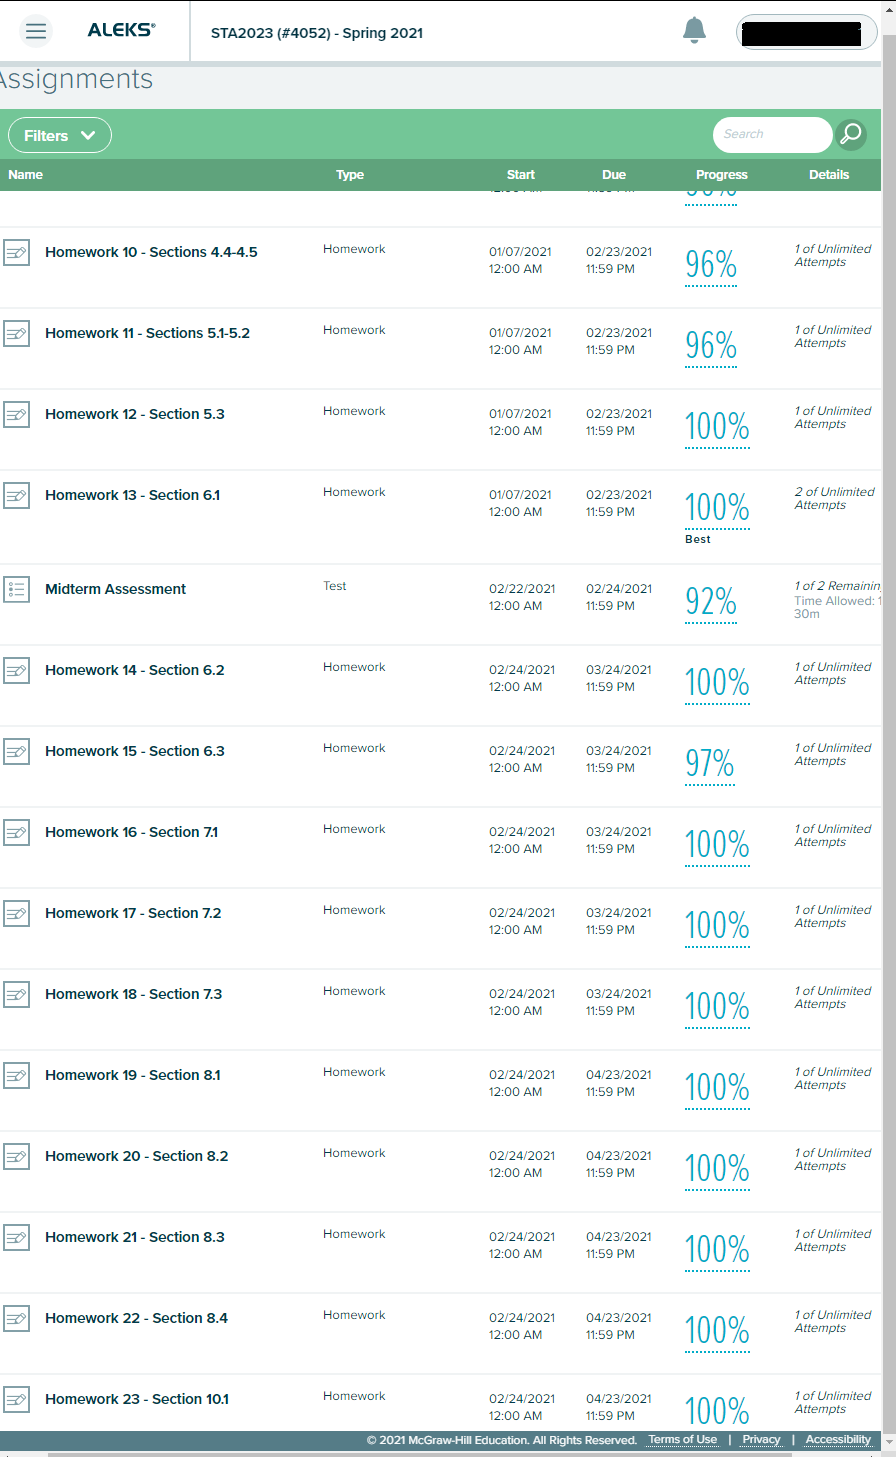 ALEKS®
STA2023 (#4052) - Spring 2021
Assignments
Filters
Search
Name Type Start Due Progress Details
Homework 10 - Sections 4.4-4.5 Homework 01/07/2021 02/23/2021 96% 1 of Unlimited
12:00 AM 11:59 PM Attempts
Homework 11 - Sections 5.1-5.2 Homework 01/07/2021 02/23/2021 96% 1 of Unlimited
12:00 AM 11:59 PM Attempts
Homework 12 - Section 5.3 Homework 01/07/2021 02/23/2021 100% 1 of Unlimited
12:00 AM 11:59 PM Attempts
Homework 13 - Section 6.1 Homework 01/07/2021 02/23/2021 100% 2 of Unlimited
12:00 AM 11:59 PM Attempts
Best
Midterm Assessment Test 02/22/2021 02/24/2021 92% 1 of 2 Remainin
12:00 AM 11:59 PM Time Allowed: 1
30m
Homework 14 - Section 6.2 Homework 02/24/2021 03/24/2021 100% 1 of Unlimited
12:00 AM 11:59 PM Attempts
Homework 15 - Section 6.3 Homework 02/24/2021 03/24/2021 97% 1 of Unlimited
12:00 AM 11:59 PM Attempts
Homework 16 - Section 7.1 Homework 02/24/2021 03/24/2021 100% 1 of Unlimited
12:00 AM 11:59 PM Attempts
Homework 17 - Section 7.2 Homework 02/24/2021 03/24/2021 100% 1 of Unlimited
12:00 AM 11:59 PM Attempts
Homework 18 - Section 7.3 Homework 02/24/2021 03/24/2021 100% 1 of Unlimited
12:00 AM 11:59 PM Attempts
Homework 19 - Section 8.1 Homework 02/24/2021 04/23/2021 100% 1 of Unlimited
12:00 AM 11:59 PM Attempts
Homework 20 - Section 8.2 Homework 02/24/2021 04/23/2021 100% 1 of Unlimited
12:00 AM 11:59 PM Attempts
Homework 21 - Section 8.3 Homework 02/24/2021 04/23/2021 100% 1 of Unlimited
12:00 AM 11:59 PM Attempts
Homework 22 - Section 8.4 Homework 02/24/2021 04/23/2021 100% 1 of Unlimited
12:00 AM 11:59 PM Attempts
Homework 23 - Section 10.1 Homework 02/24/2021 04/23/2021 100% 1 of Unlimited
12:00 AM 11:59 PM Attempts
© 2021 McGraw-Hill Education. All Rights Reserved. Terms of Use | Privacy | Accessibility